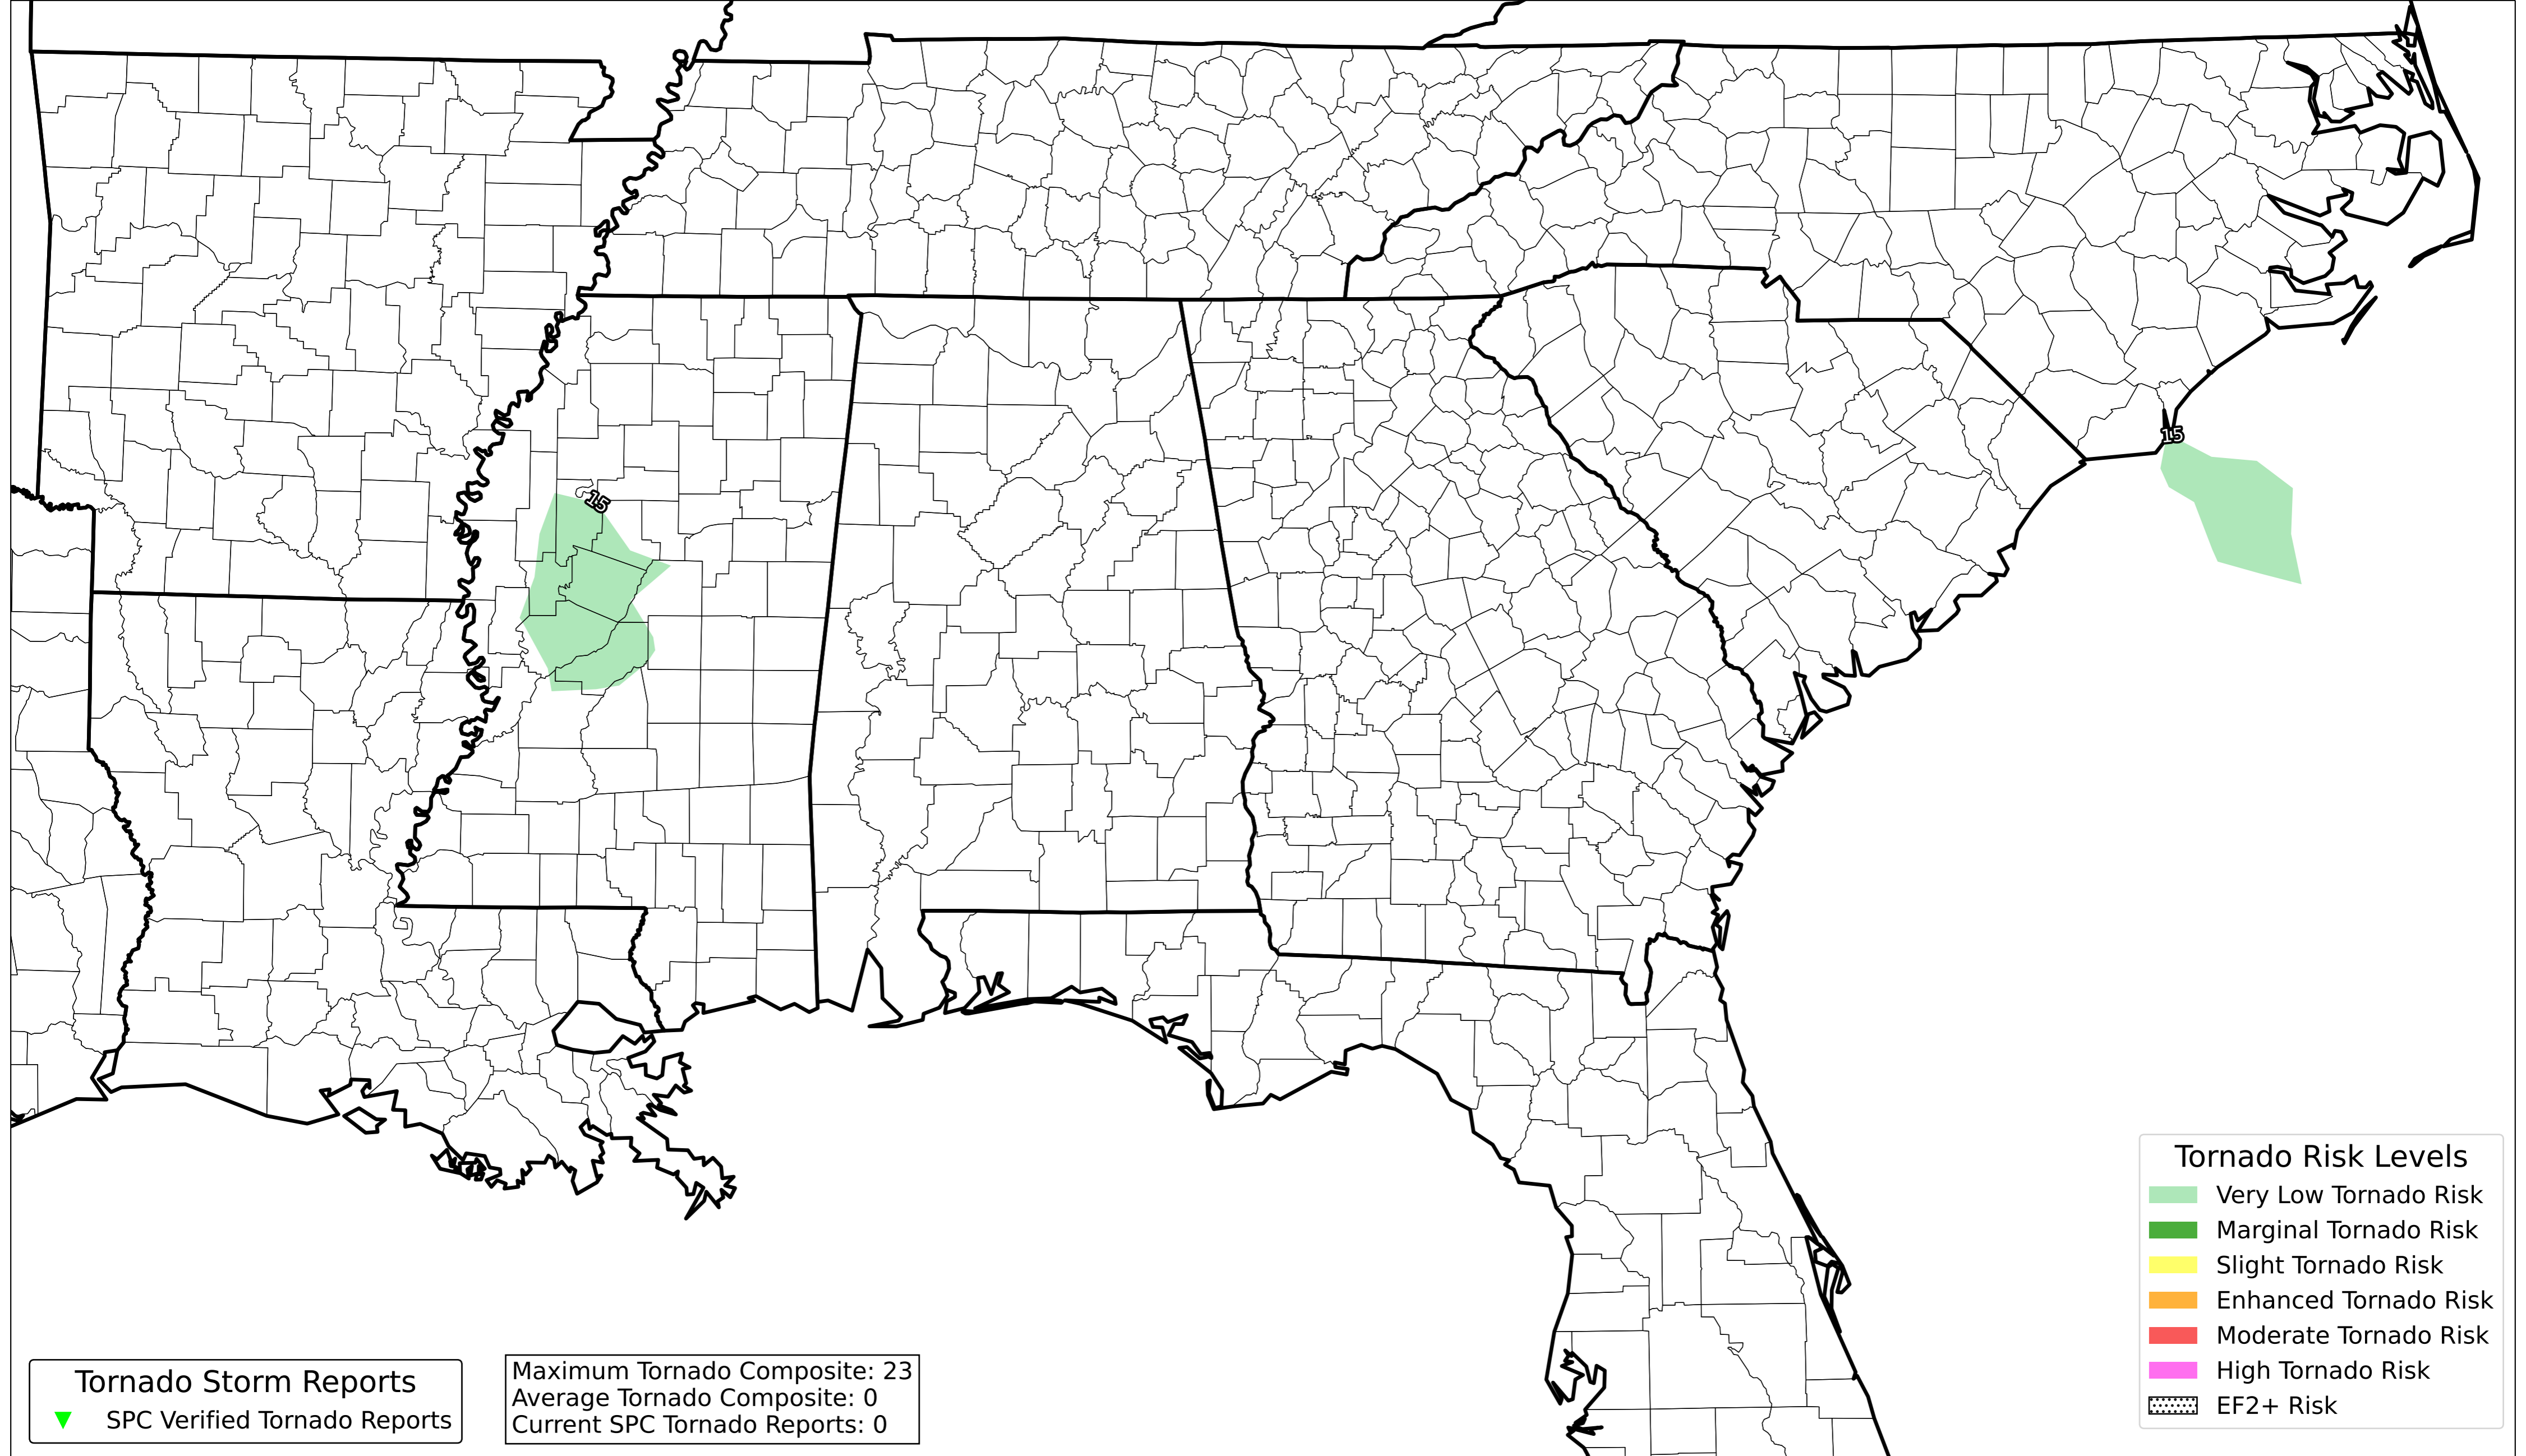 15
15
Tornado Risk Levels
Very Low Tornado Risk
Marginal Tornado Risk
Slight Tornado Risk
Enhanced Tornado Risk
Moderate Tornado Risk
High Tornado Risk
EF2+ Risk
Tornado Storm Reports
SPC Verified Tornado Reports
Maximum Tornado Composite: 23
Average Tornado Composite: 0
Current SPC Tornado Reports: 0